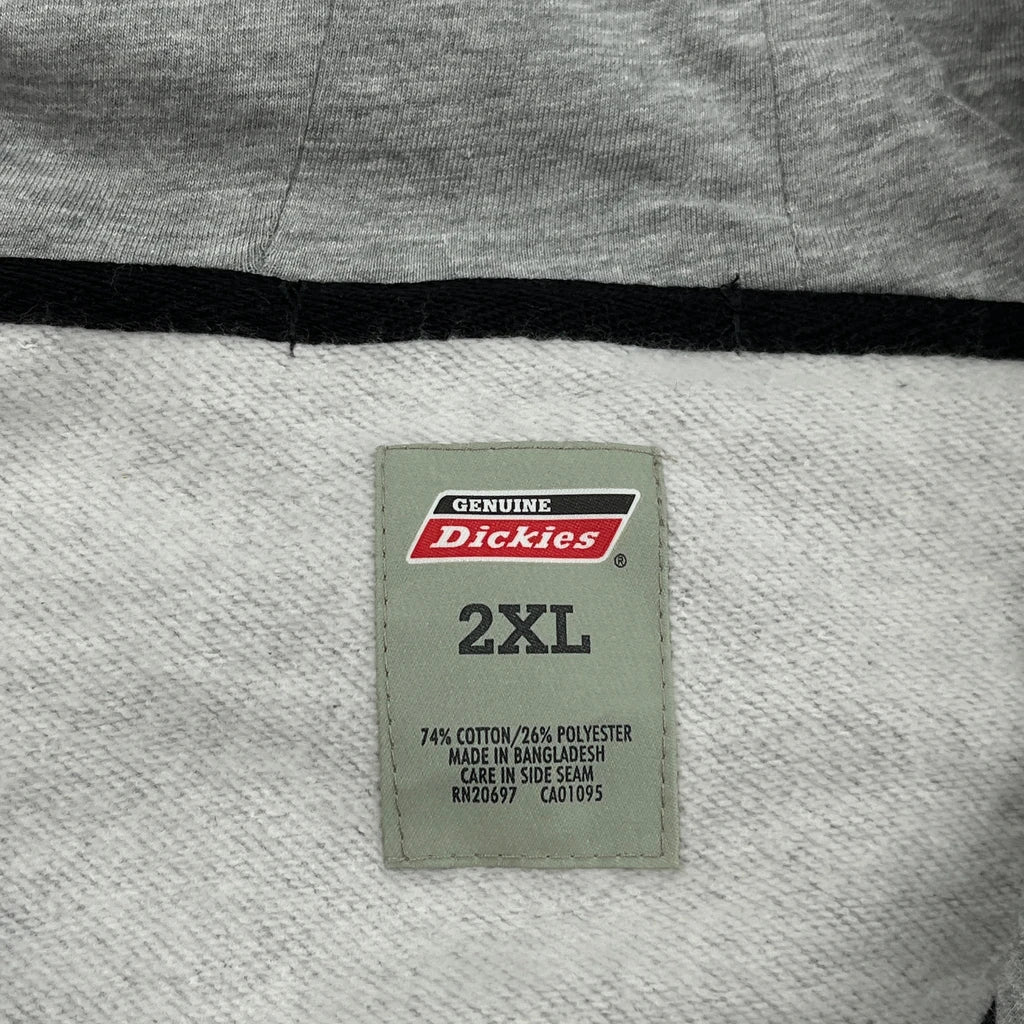 GENUINE
Dickies
®
2XL
74% COTTON/26% POLYESTER
MADE IN BANGLADESH
CARE IN SIDE SEAM
RN20697 CA01095